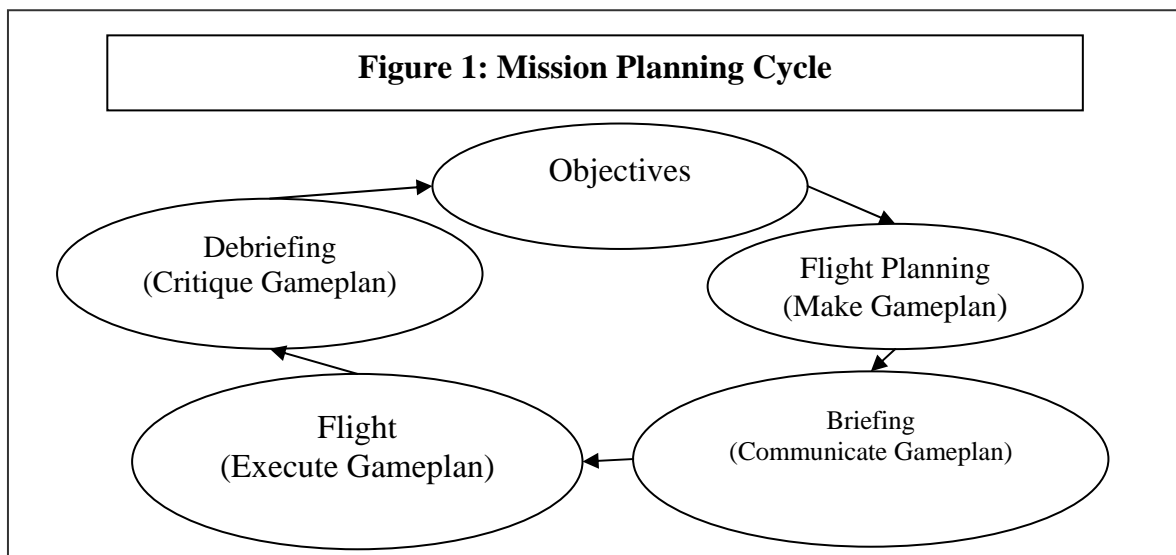 Figure 1: Mission Planning Cycle
Objectives
Flight Planning
(Make Gameplan)
Briefing
(Communicate Gameplan)
Flight
(Execute Gameplan)
Debriefing
(Critique Gameplan)